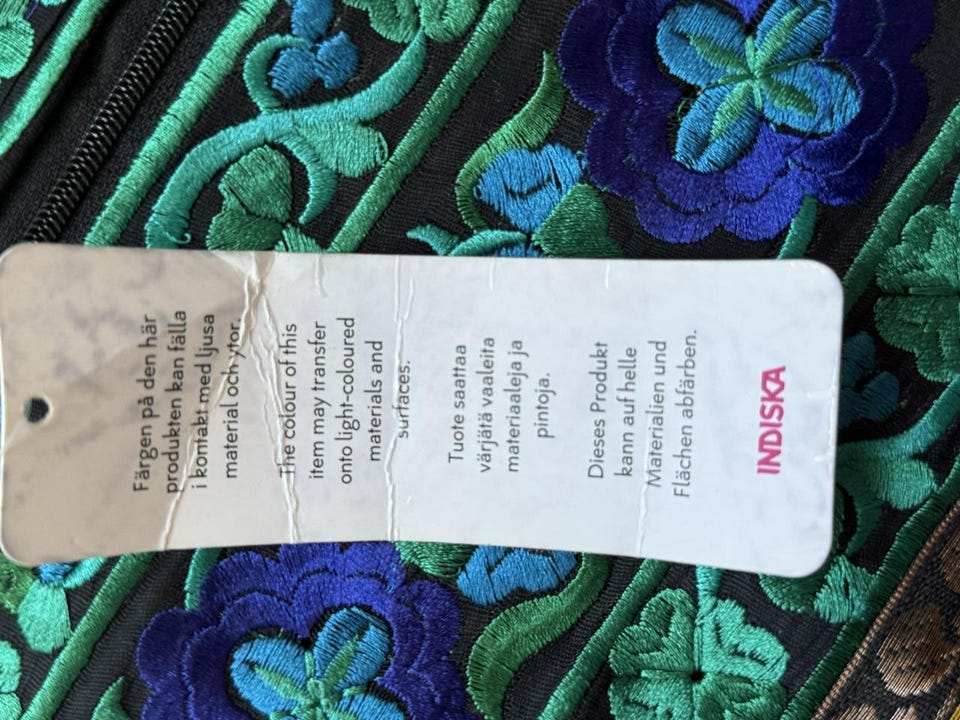 Färgen på den här
produkten kan fälla
i kontakt med ljusa
material och ytor.
The colour of this
item may transfer
onto light-coloured
materials and
surfaces.
Tuote saattaa
värjätä vaaleita
materiaaleja ja
pintoja.
Dieses Produkt
kann auf helle
Materialien und
Flächen abfärben.
INDISKA